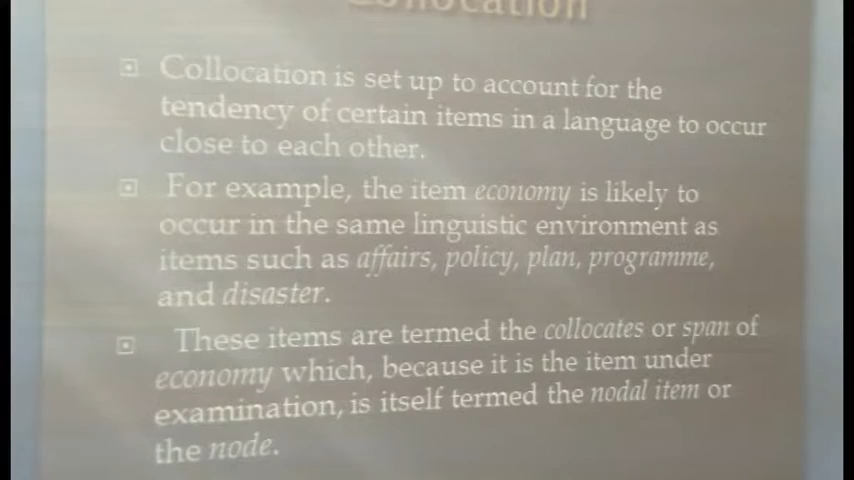 Collocation
Collocation is set up to account for the
tendency of certain items in a language to occur
close to each other.
For example, the item economy is likely to
occur in the same linguistic environment as
items such as affairs, policy, plan, programme,
and disaster.
These items are termed the collocates or span of
economy which, because it is the item under
examination, is itself termed the nodal item or
the node.